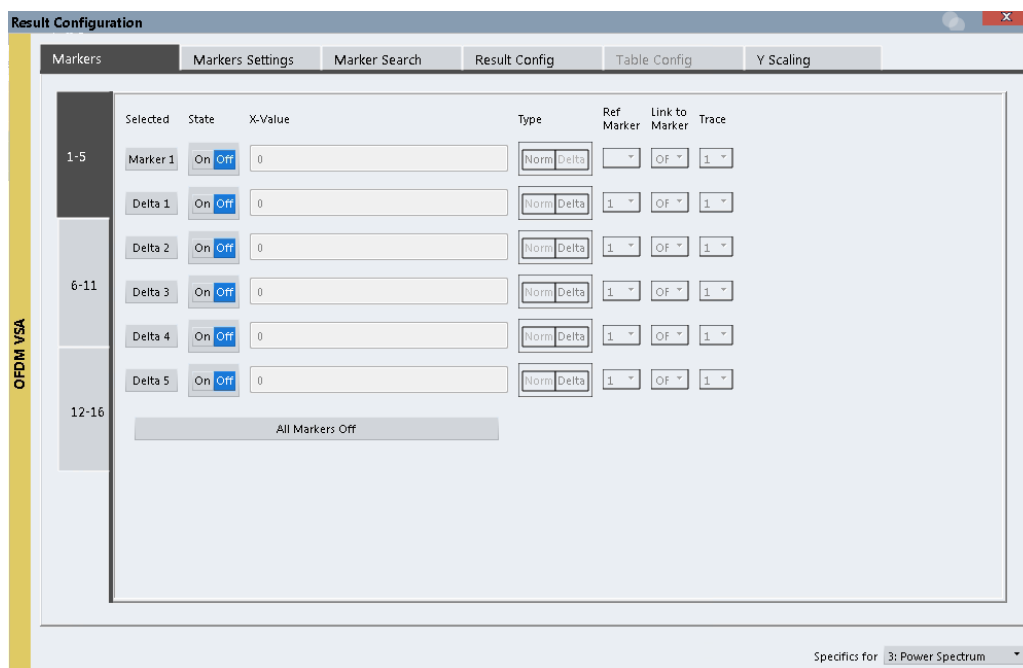 Result Configuration
x
Markers Markers Settings Marker Search Result Config Table Config Y Scaling
OFDM VSA
1-5
6-11
12-16
Selected State X-Value Type Ref Marker Link to Marker Trace
Marker 1 On Off 0 Norm Delta OF 1
Delta 1 On Off 0 Norm Delta 1 OF 1
Delta 2 On Off 0 Norm Delta 1 OF 1
Delta 3 On Off 0 Norm Delta 1 OF 1
Delta 4 On Off 0 Norm Delta 1 OF 1
Delta 5 On Off 0 Norm Delta 1 OF 1
All Markers Off
Specifics for 3: Power Spectrum